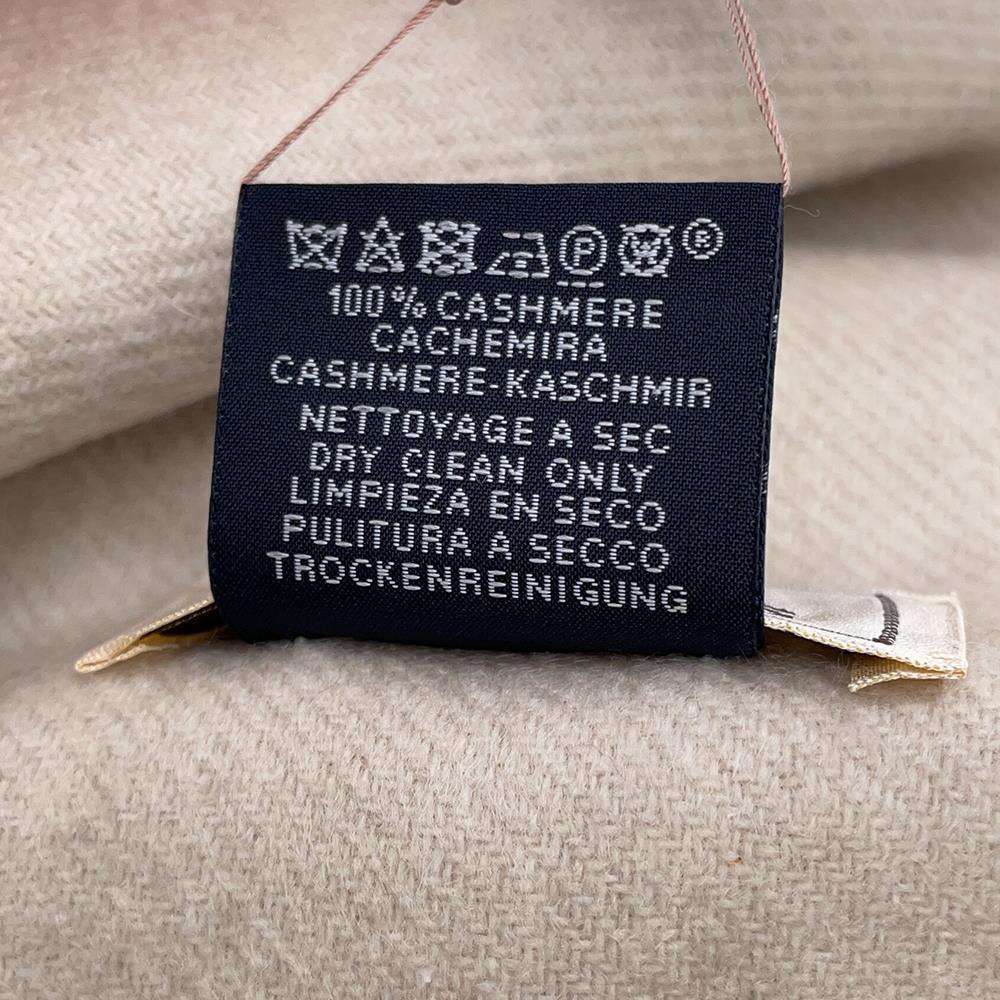 P W ®
100% CASHMERE
CACHEMIRA
CASHMERE-KASCHMIR
NETTOYAGE A SEC
DRY CLEAN ONLY
LIMPIEZA EN SECO
PULITURA A SECCO
TROCKENREINIGUNG